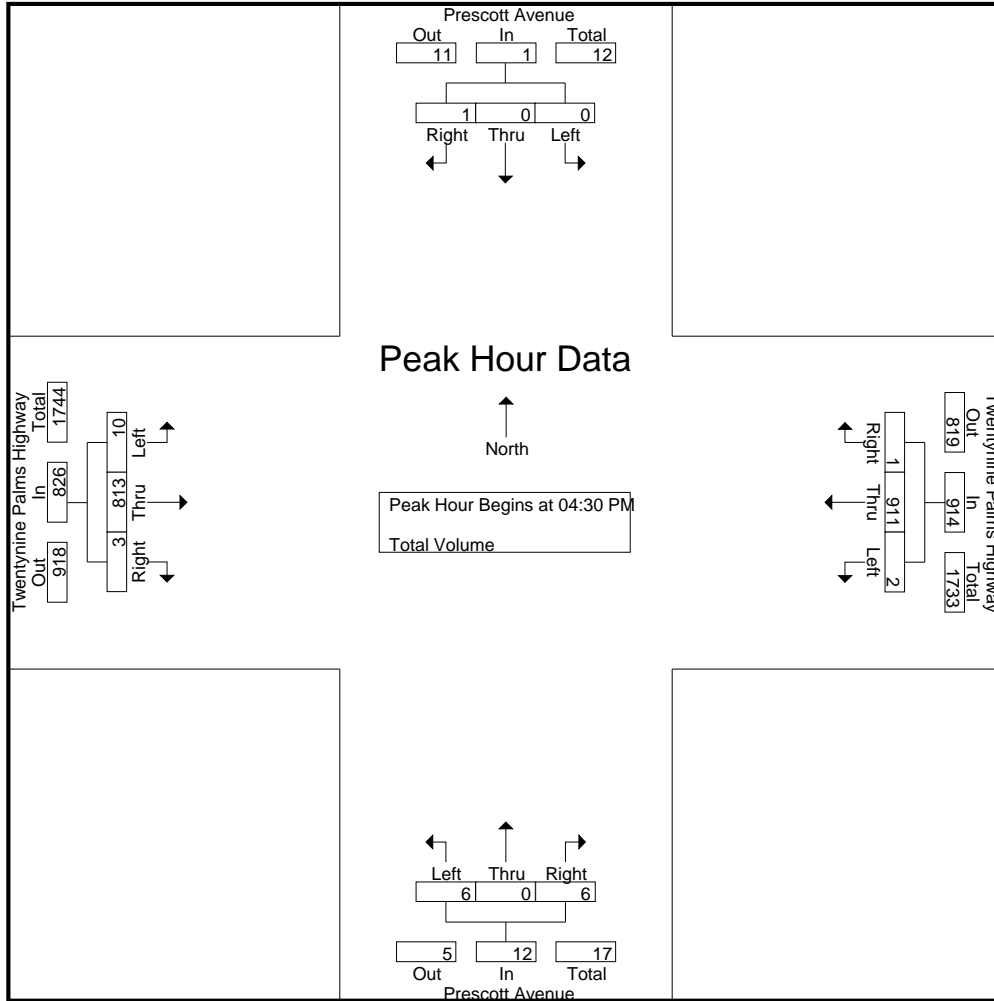 Prescott Avenue
Out In Total
11 1 12
1 0 0
Right Thru Left
Peak Hour Data
North
Peak Hour Begins at 04:30 PM
Total Volume
Twentynine Palms Highway
Out In Total
918 826 1744
10 813 3
Left Thru Right
Twentynine Palms Highway
Out In Total
819 914 1733
1 911 2
Right Thru Left
Left Thru Right
6 0 6
5 12 17
Out In Total
Prescott Avenue